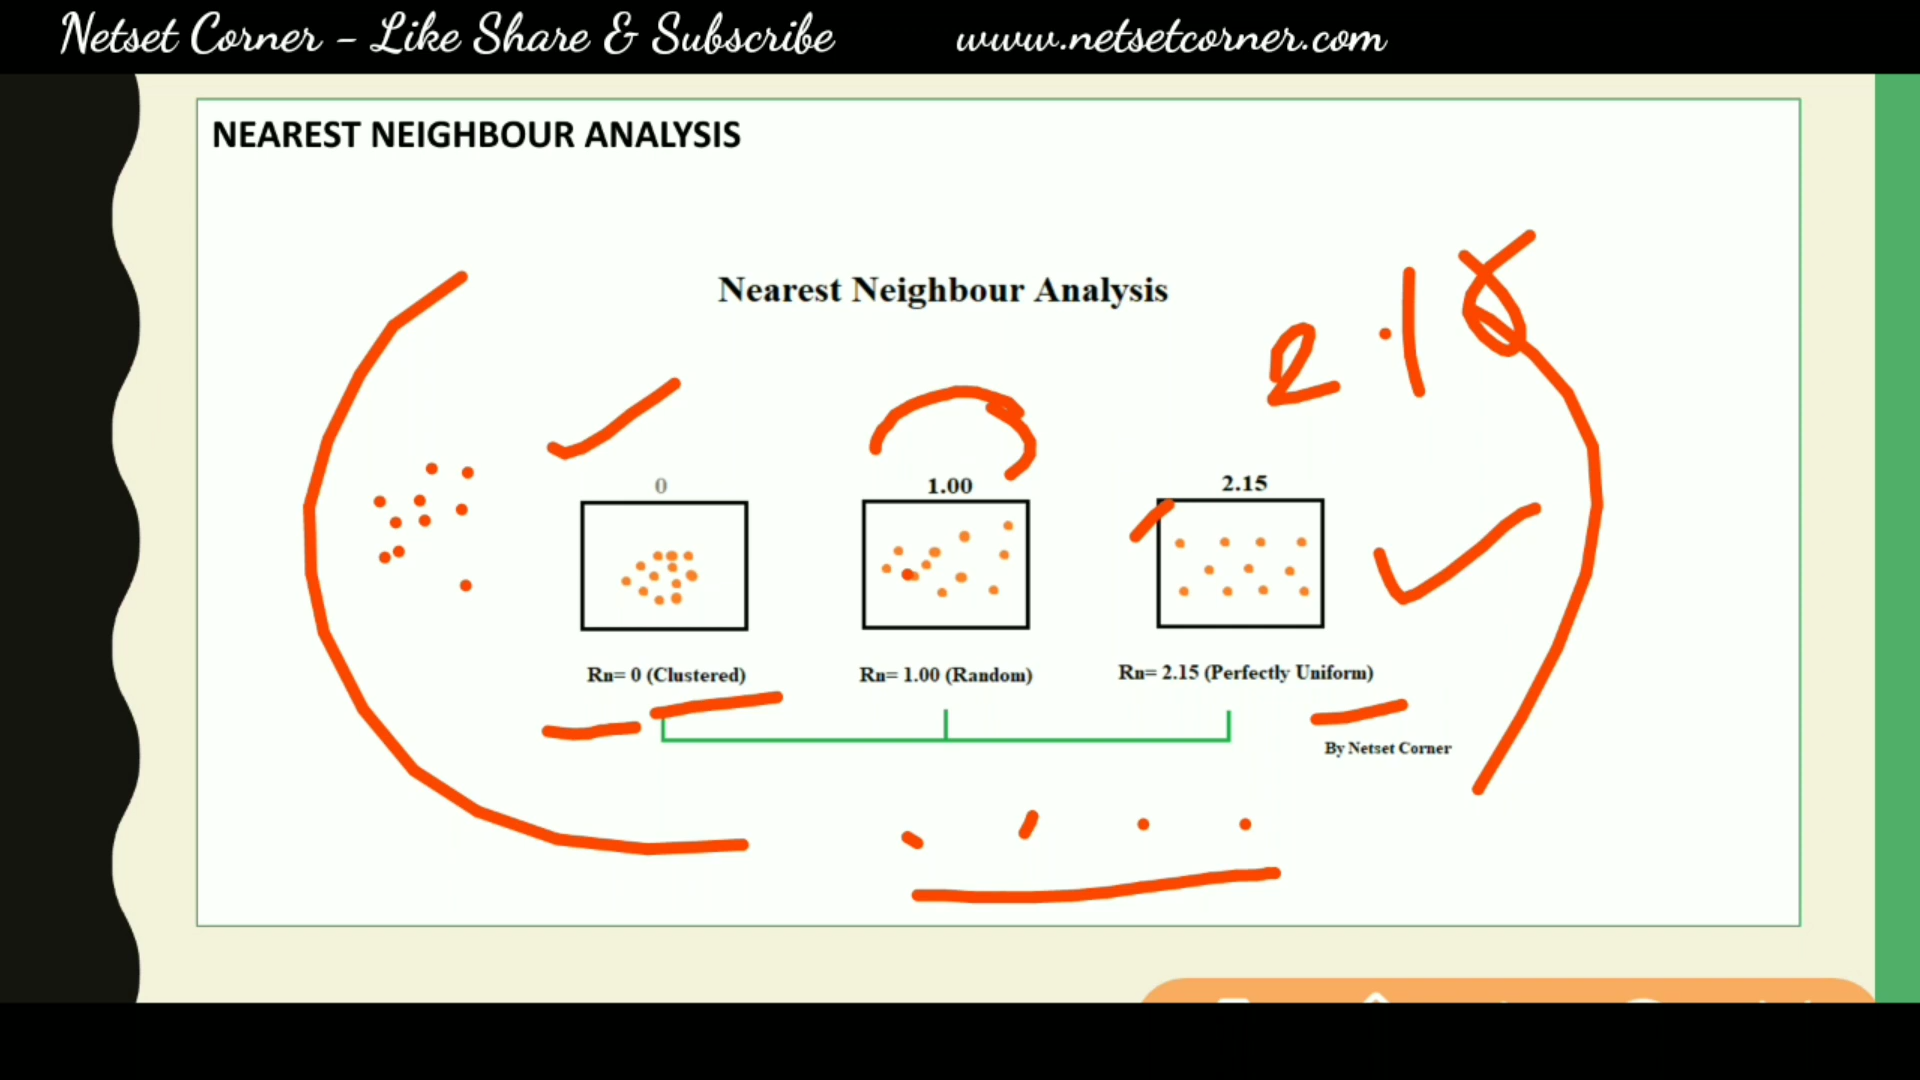 Netset Corner - Like Share & Subscribe www.netsetcorner.com
NEAREST NEIGHBOUR ANALYSIS
Nearest Neighbour Analysis
2.18
0 1.00 2.15
Rn= 0 (Clustered) Rn= 1.00 (Random) Rn= 2.15 (Perfectly Uniform)
By Netset Corner